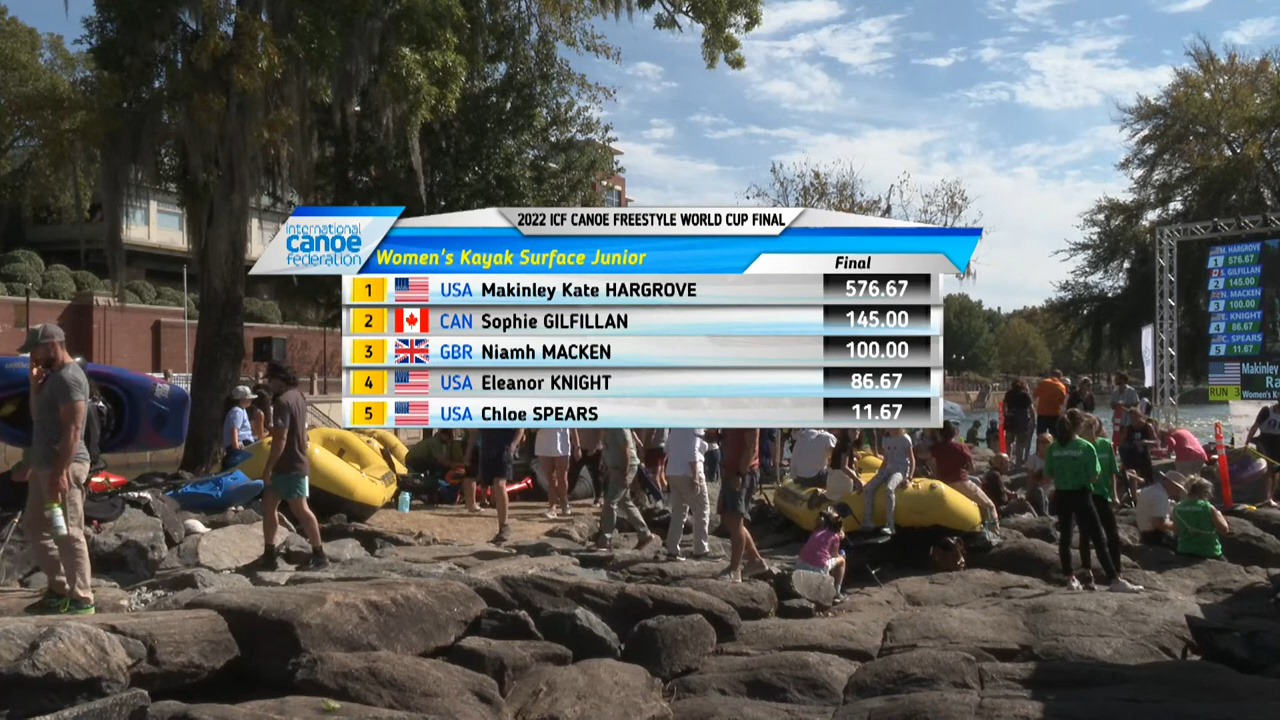 2022 ICF CANOE FREESTYLE WORLD CUP FINAL
international
canoe
federation
Women's Kayak Surface Junior
Final
1 USA Makinley Kate HARGROVE 576.67
2 CAN Sophie GILFILLAN 145.00
3 GBR Niamh MACKEN 100.00
4 USA Eleanor KNIGHT 86.67
5 USA Chloe SPEARS 11.67
M. HARGROVE
1 576.67
S. GILFILLAN
2 145.00
N. MACKEN
3 100.00
E. KNIGHT
4 86.67
C. SPEARS
5 11.67
Makinley
RUN 3